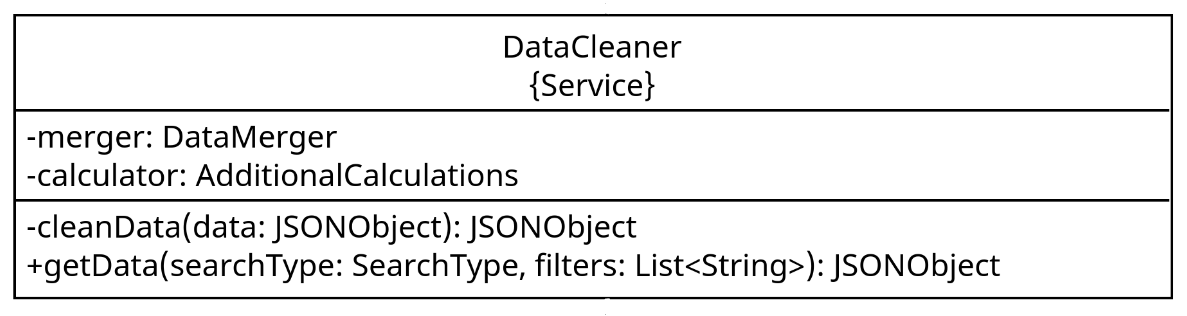 DataCleaner
{Service}
-merger: DataMerger
-calculator: AdditionalCalculations
-cleanData(data: JSONObject): JSONObject
+getData(searchType: SearchType, filters: List<String>): JSONObject